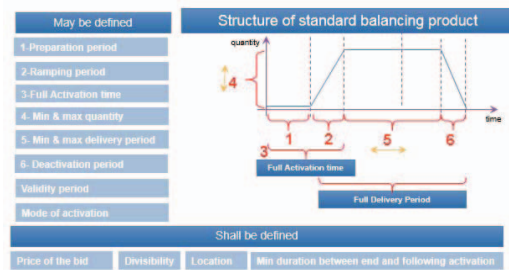 May be defined
1-Preparation period
2-Ramping period
3-Full Activation time
4- Min & max quantity
5- Min & max delivery period
6- Deactivation period
Validity period
Mode of activation
Structure of standard balancing product
quantity
4
time
1 2 5 6
3
Full Activation time
Full Delivery Period
Shall be defined
Price of the bid Divisibility Location Min duration between end and following activation